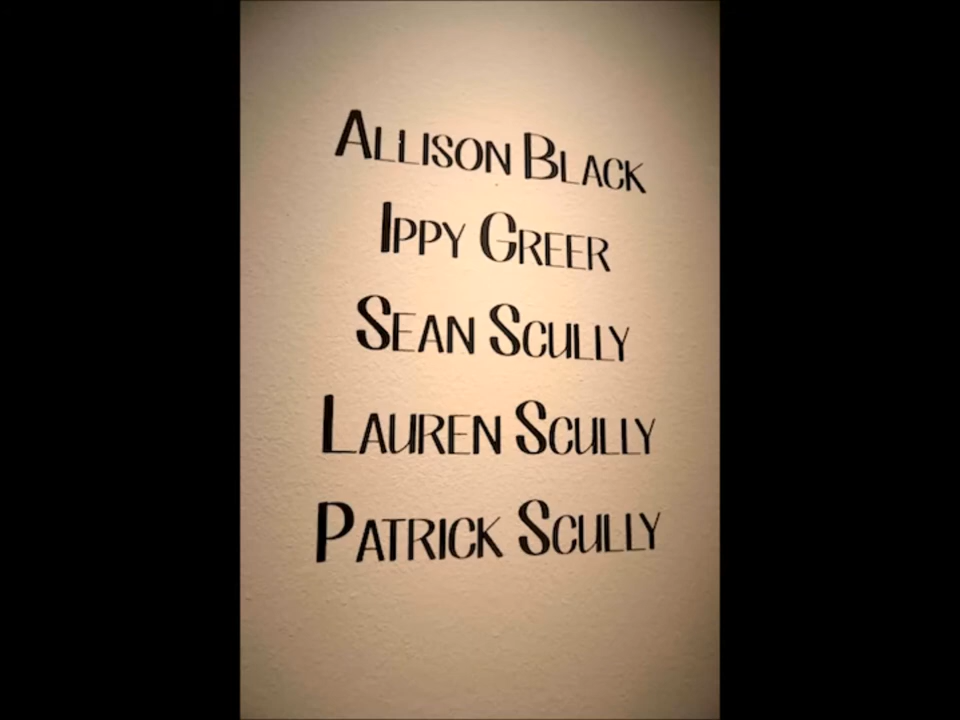 Allison Black
Ippy Greer
Sean Scully
Lauren Scully
Patrick Scully